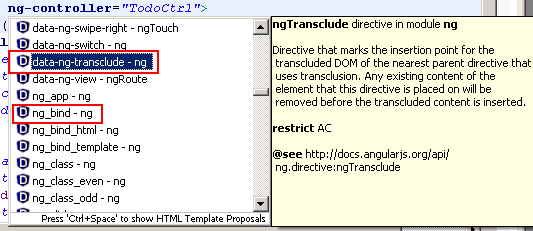 ng-controller="TodoCtrl">
data-ng-swipe-right - ngTouch
data-ng-switch - ng
data-ng-transclude - ng
data-ng-view - ngRoute
ng_app - ng
ng_bind - ng
ng_bind_html - ng
ng_bind_template - ng
ng_class - ng
ng_class_even - ng
ng_class_odd - ng
Press 'Ctrl+Space' to show HTML Template Proposals
ngTransclude directive in module ng
Directive that marks the insertion point for the
transcluded DOM of the nearest parent directive that
uses transclusion. Any existing content of the
element that this directive is placed on will
be removed before the transcluded content is inserted.
restrict AC
@see http://docs.angularjs.org/api/
ng.directive:ngTransclude